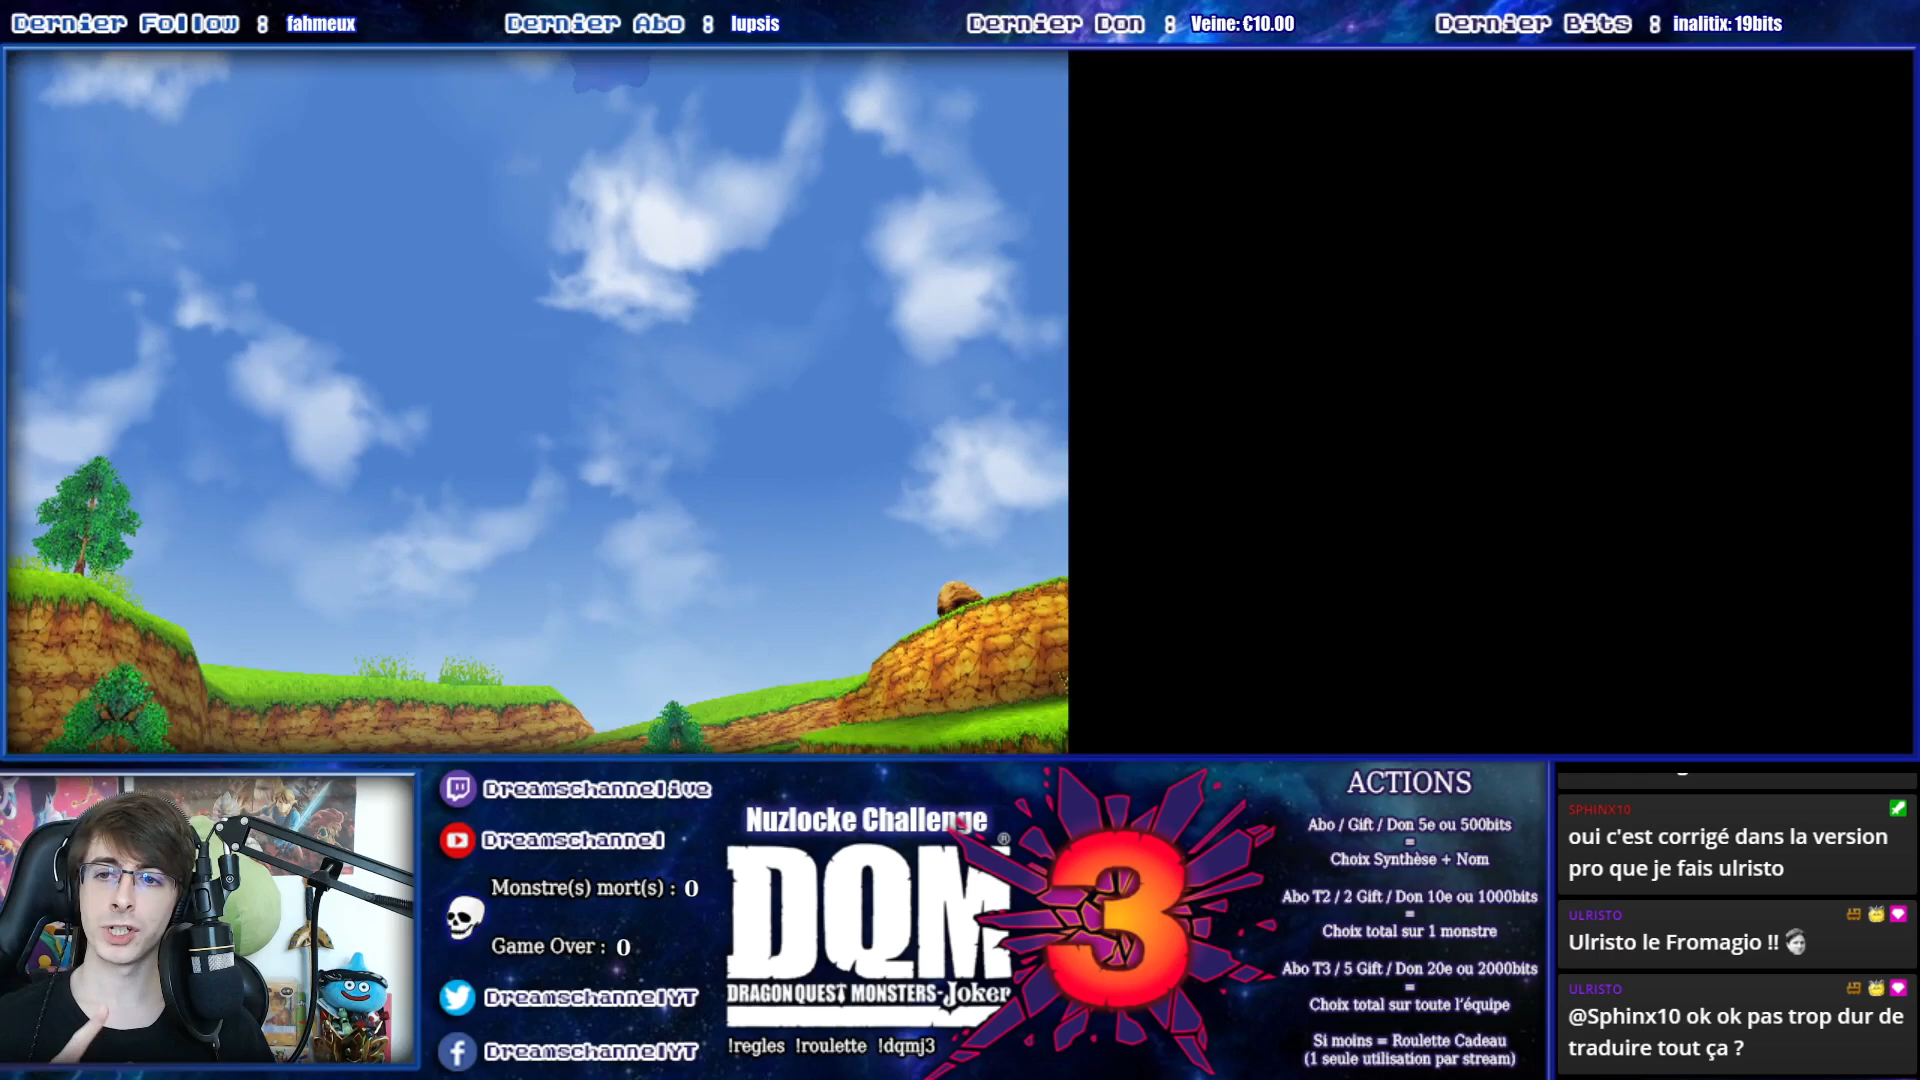 Dernier Follow : fahmeux
Dernier Abo : lupsis
Dernier Don : Veine: €10.00
Dernier Bits : inalitix: 19bits
Dreamschannelive
Dreamschannel
Monstre(s) mort(s) : 0
Game Over : 0
DreamschannelYT
DreamschannelYT
Nuzlocke Challenge
DQM®
3
DRAGON QUEST MONSTERS-Joker
!regles !roulette !dqmj3
ACTIONS
Abo / Gift / Don 5e ou 500bits
=
Choix Synthèse + Nom
Abo T2 / 2 Gift / Don 10e ou 1000bits
=
Choix total sur 1 monstre
Abo T3 / 5 Gift / Don 20e ou 2000bits
=
Choix total sur toute l'équipe
Si moins = Roulette Cadeau
(1 seule utilisation par stream)
SPHINX10
oui c'est corrigé dans la version
pro que je fais ulristo
ULRISTO
Ulristo le Fromagio !!
ULRISTO
@Sphinx10 ok ok pas trop dur de
traduire tout ça ?